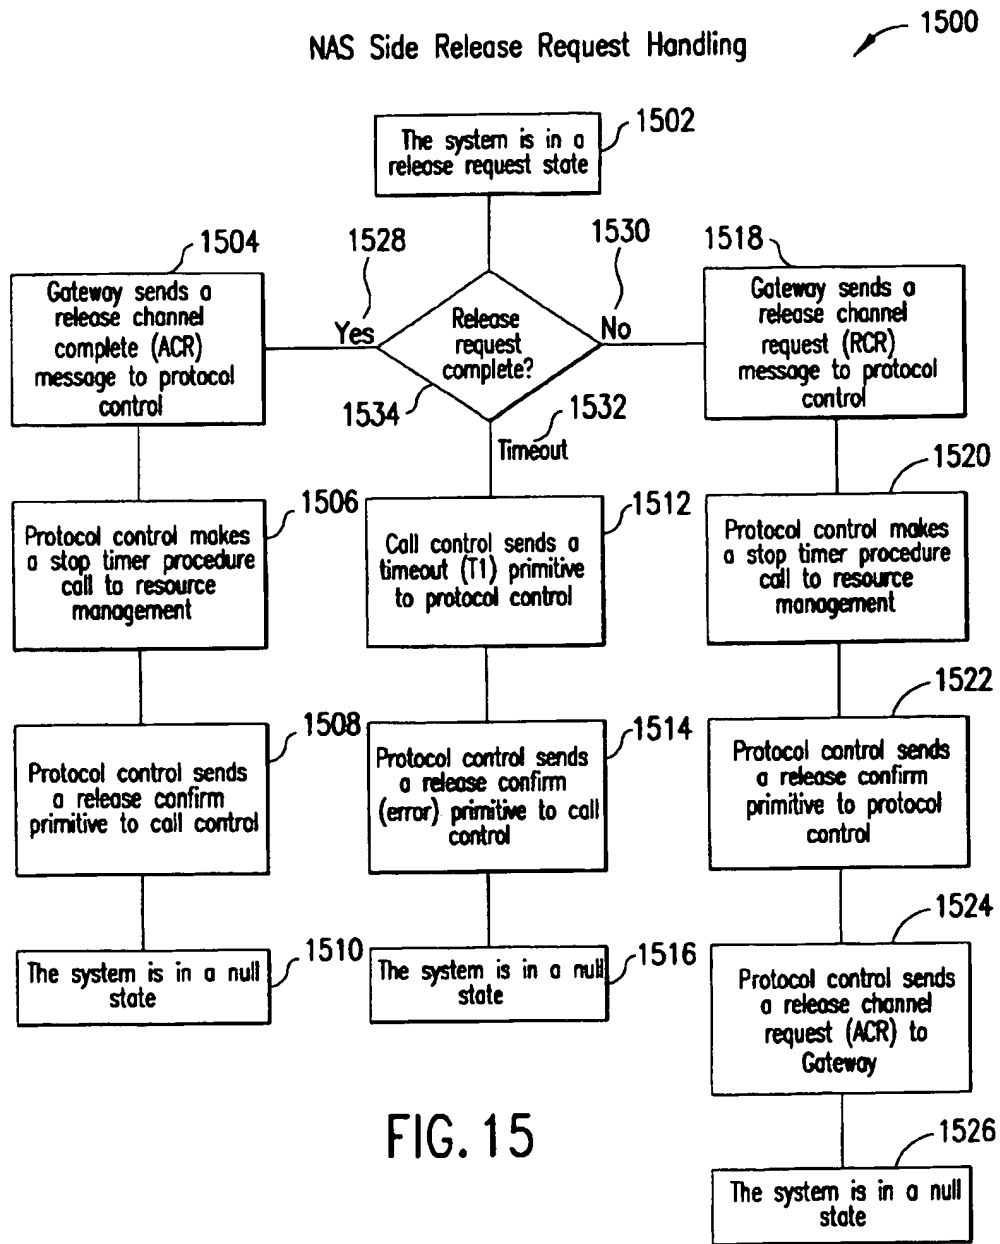 NAS Side Release Request Handling
1500
1502
The system is in a
release request state
1504
1528
1530
1518
Gateway sends a
release channel
complete (ACR)
message to protocol
control
Yes
Release
request
complete?
No
Gateway sends a
release channel
request (RCR)
message to protocol
control
1534
1532
Timeout
1506
Protocol control makes
a stop timer procedure
call to resource
management
1512
Call control sends a
timeout (T1) primitive
to protocol control
1520
Protocol control makes
a stop timer procedure
call to resource
management
1508
Protocol control sends
a release confirm
primitive to call control
1514
Protocol control sends
a release confirm
(error) primitive to call
control
1522
Protocol control sends
a release confirm
primitive to protocol
control
1510
The system is in a null
state
1516
The system is in a null
state
1524
Protocol control sends
a release channel
request (ACR) to
Gateway
1526
The system is in a null
state
FIG. 15